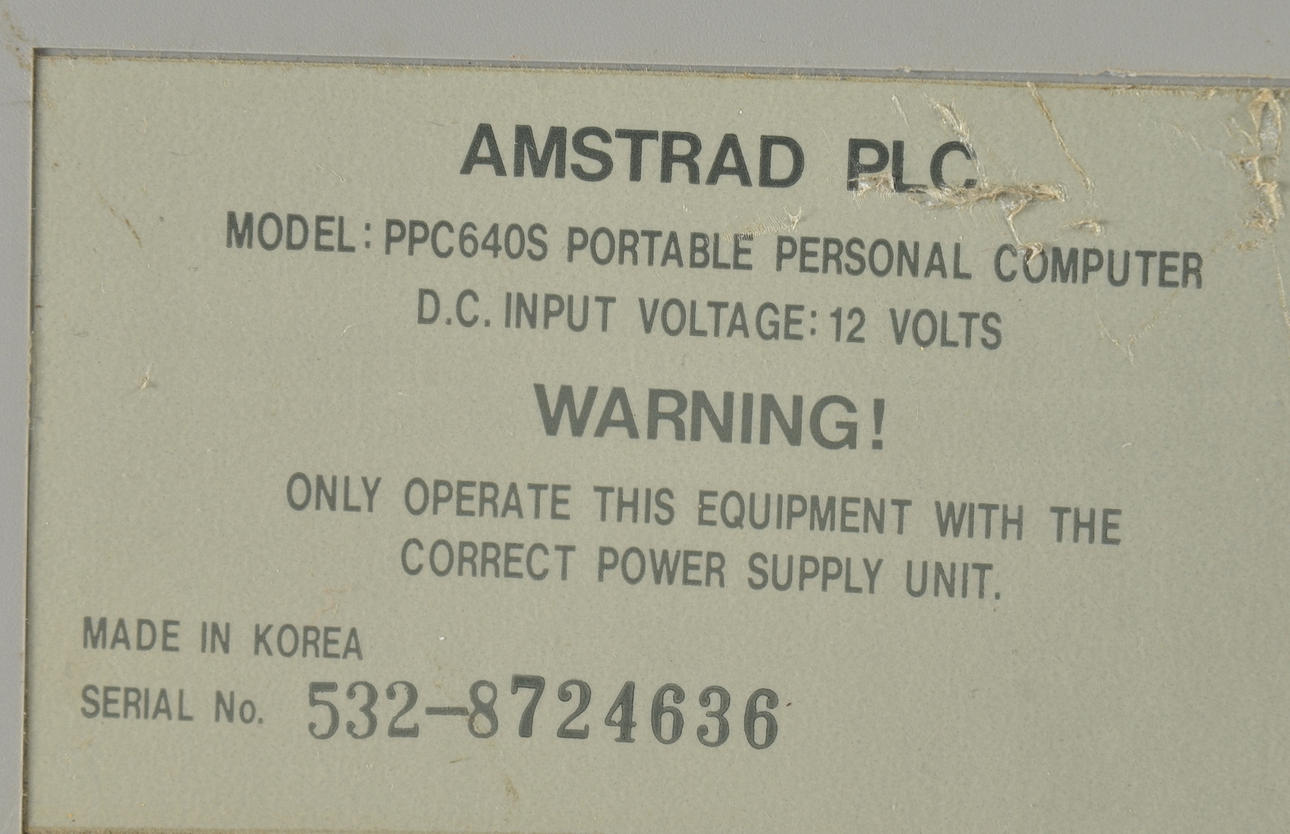 AMSTRAD PLC
MODEL: PPC640S PORTABLE PERSONAL COMPUTER
D.C. INPUT VOLTAGE: 12 VOLTS
WARNING!
ONLY OPERATE THIS EQUIPMENT WITH THE
CORRECT POWER SUPPLY UNIT.
MADE IN KOREA
SERIAL No. 532-8724636